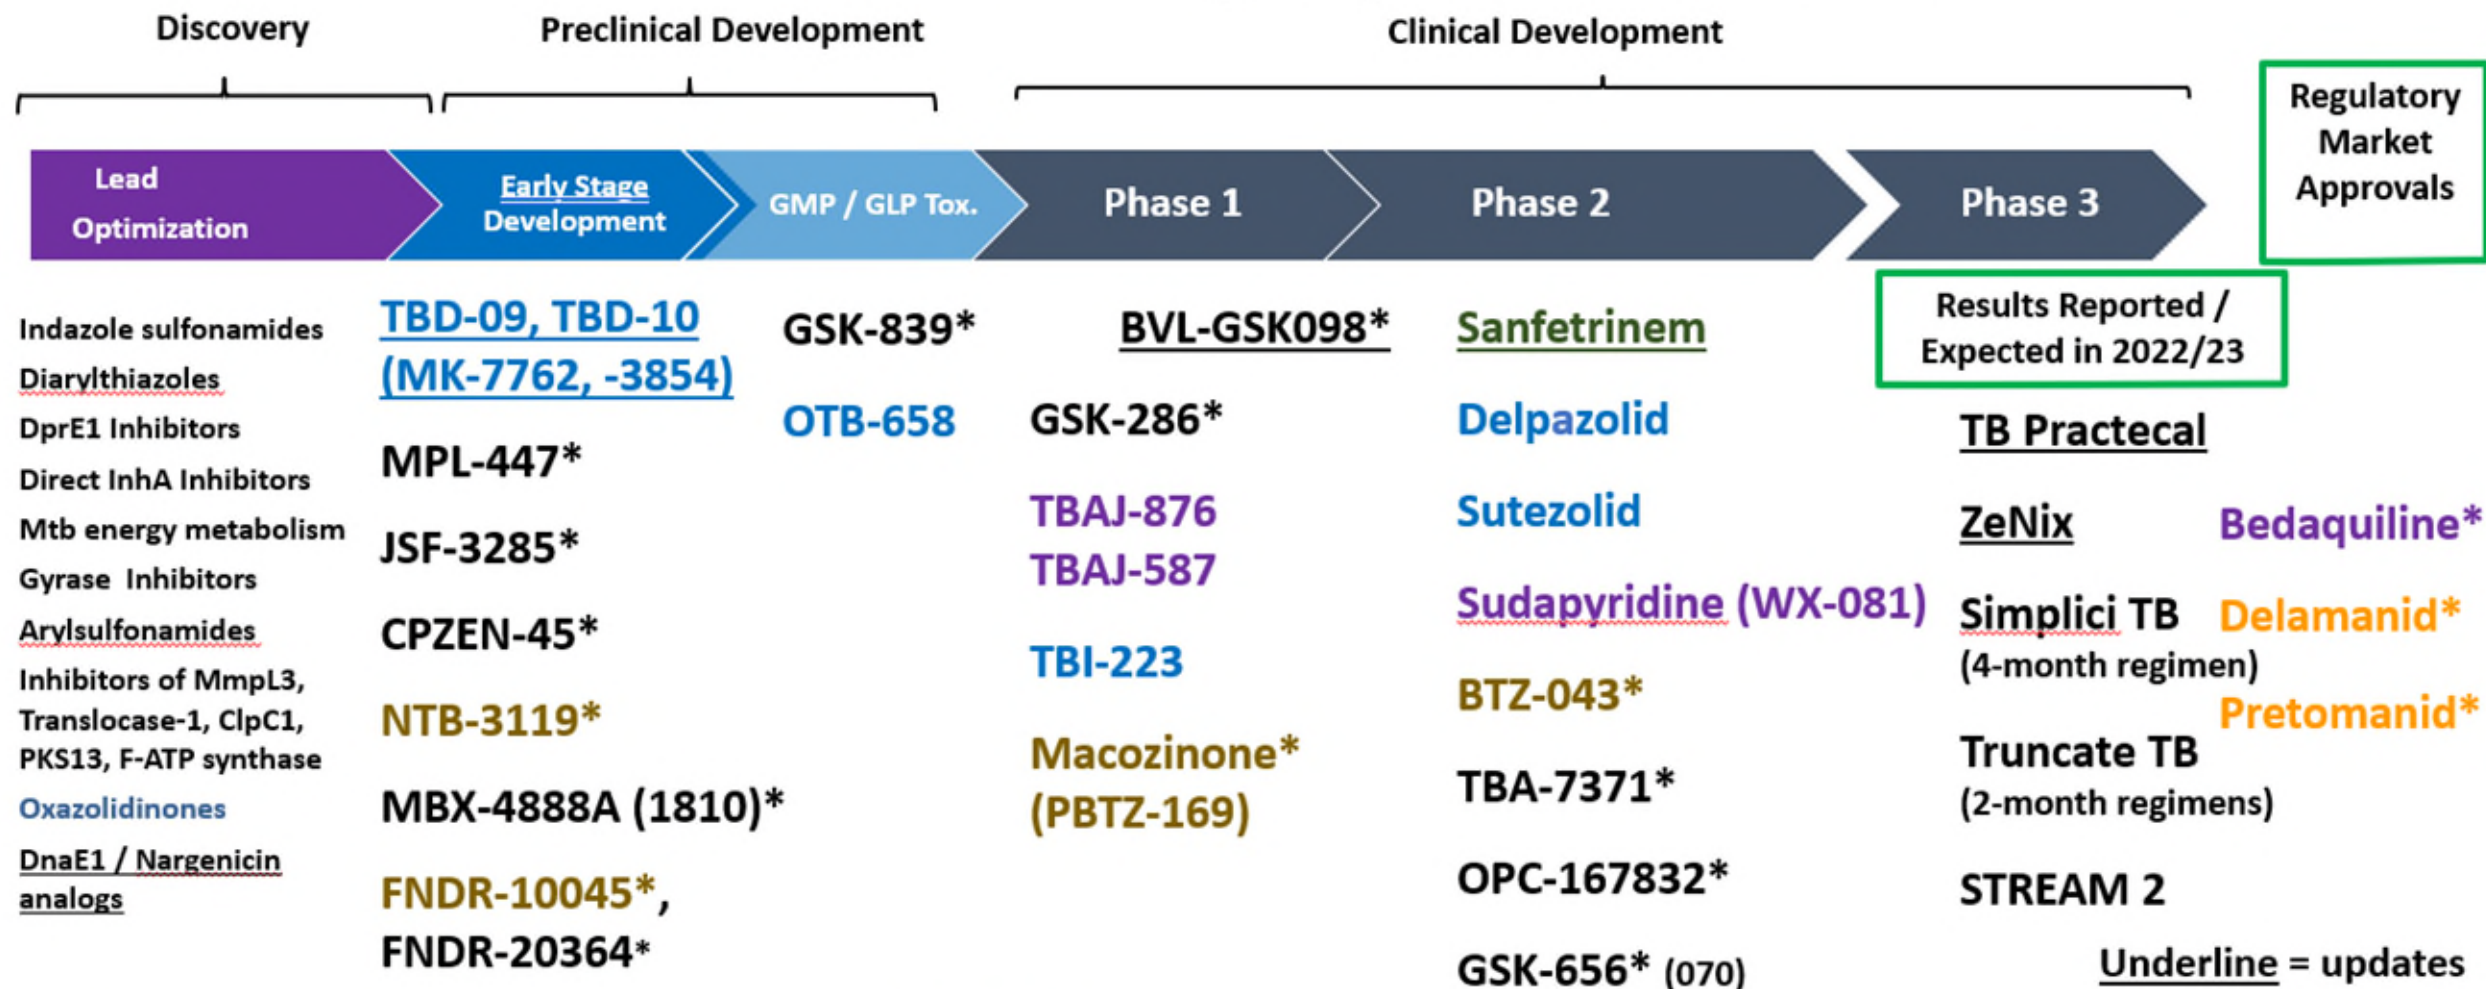 Discovery
Preclinical Development
Clinical Development
Regulatory
Market
Approvals
Lead
Optimization
Early Stage
Development
GMP / GLP Tox.
Phase 1
Phase 2
Phase 3
Indazole sulfonamides
Diarylthiazoles
DprE1 Inhibitors
Direct InhA Inhibitors
Mtb energy metabolism
Gyrase Inhibitors
Arylsulfonamides
Inhibitors of MmpL3,
Translocase-1, ClpC1,
PKS13, F-ATP synthase
Oxazolidinones
DnaE1 / Nargenicin
analogs
TBD-09, TBD-10
(MK-7762, -3854)
MPL-447*
JSF-3285*
CPZEN-45*
NTB-3119*
MBX-4888A (1810)*
FNDR-10045*,
FNDR-20364*
GSK-839*
OTB-658
BVL-GSK098*
GSK-286*
TBAJ-876
TBAJ-587
TBI-223
Macozinone*
(PBTZ-169)
Sanfetrinem
Delpazolid
Sutezolid
Sudapyridine (WX-081)
BTZ-043*
TBA-7371*
OPC-167832*
GSK-656* (070)
Results Reported /
Expected in 2022/23
TB Practecal
ZeNix
Simplici TB
(4-month regimen)
Truncate TB
(2-month regimens)
STREAM 2
Bedaquiline*
Delamanid*
Pretomanid*
Underline = updates